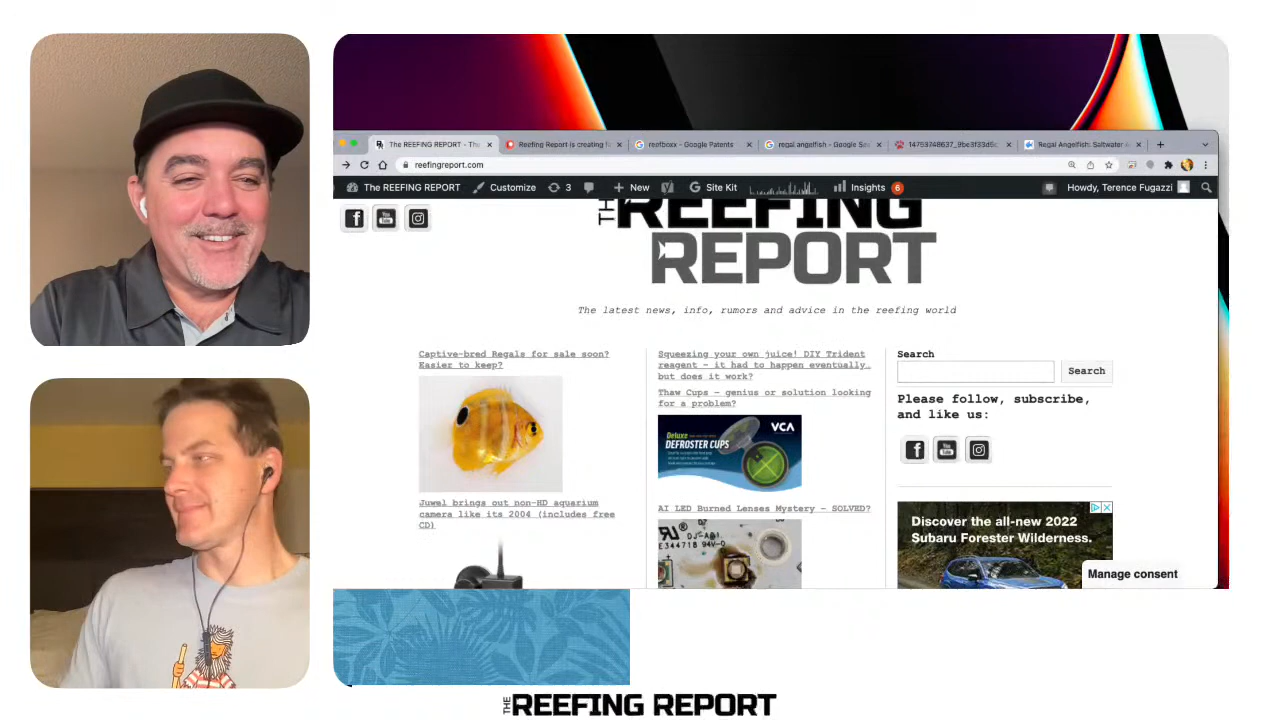 The REEFING REPORT - The
Reefing Report is creating
reefboxx - Google Patents
regal angelfish - Google Sea
14753748637_9be3f33d5c
Regal Angelfish: Saltwater
reefingreport.com
The REEFING REPORT
Customize
3
New
Site Kit
Insights
6
Howdy, Terence Fugazzi
THE
REEFING
REPORT
The latest news, info, rumors and advice in the reefing world
Captive-bred Regals for sale soon?
Easier to keep?
Juwel brings out non-HD aquarium
camera like its 2004 (includes free
CD)
Squeezing your own juice! DIY Trident
reagent – it had to happen eventually…
but does it work?
Thaw Cups – genius or solution looking
for a problem?
VCA
Deluxe
DEFROSTER CUPS
AI LED Burned Lenses Mystery – SOLVED?
E344718 94V-0
Search
Search
Please follow, subscribe,
and like us:
Discover the all-new 2022
Subaru Forester Wilderness.
Manage consent
THE REEFING REPORT